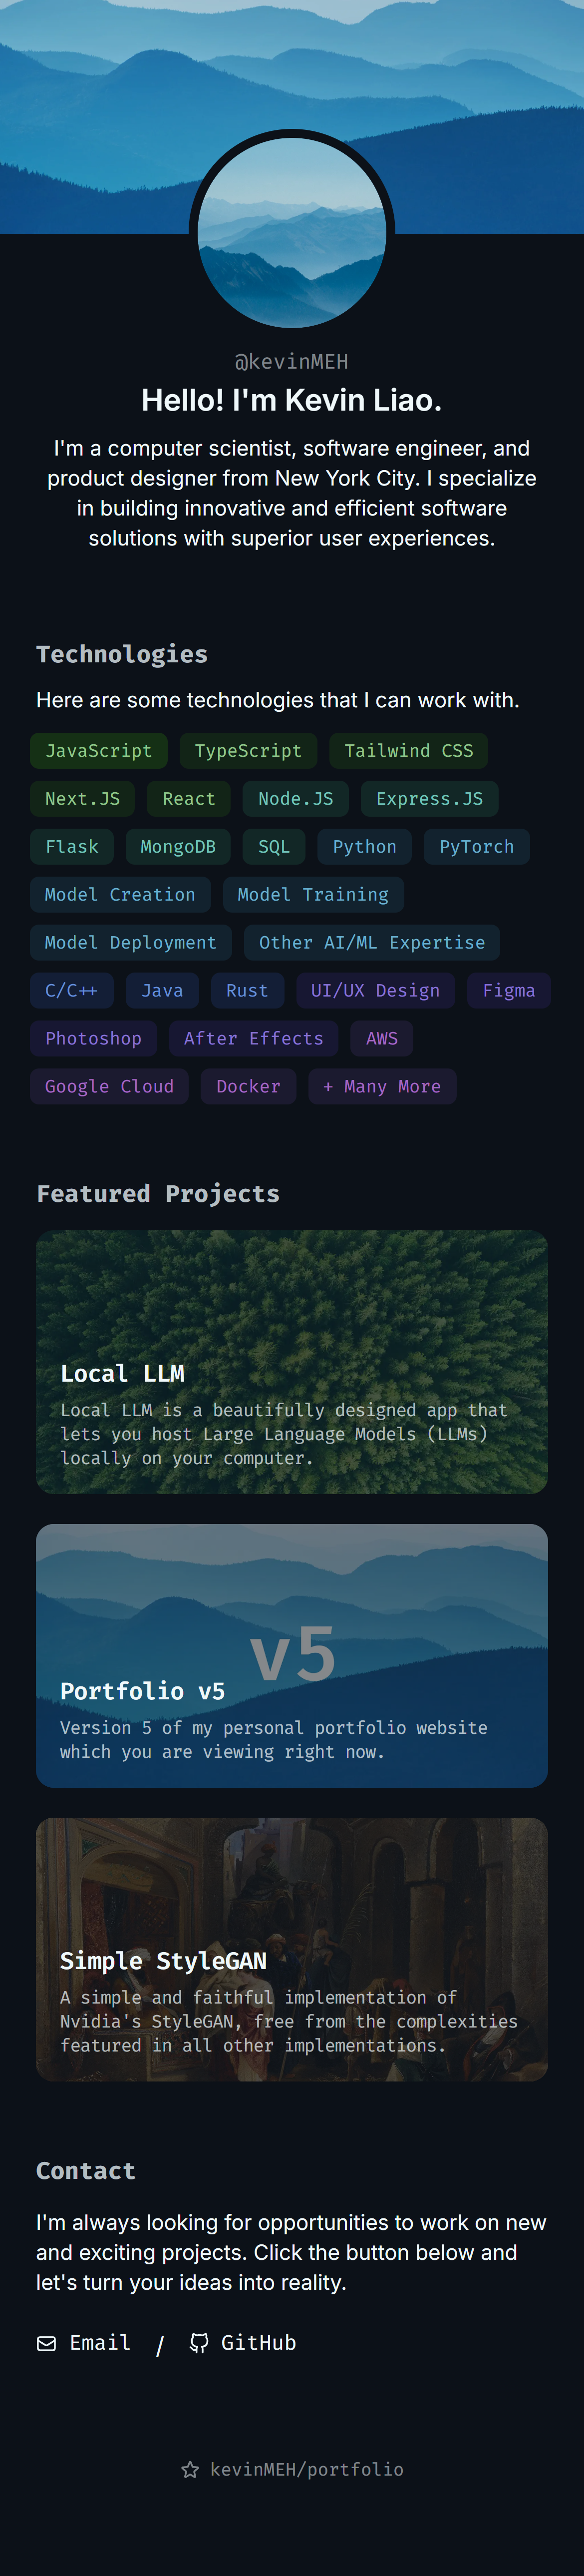 @kevinMEH
Hello! I'm Kevin Liao.
I'm a computer scientist, software engineer, and
product designer from New York City. I specialize
in building innovative and efficient software
solutions with superior user experiences.
Technologies
Here are some technologies that I can work with.
JavaScript TypeScript Tailwind CSS
Next.JS React Node.JS Express.JS
Flask MongoDB SQL Python PyTorch
Model Creation Model Training
Model Deployment Other AI/ML Expertise
C/C++ Java Rust UI/UX Design Figma
Photoshop After Effects AWS
Google Cloud Docker + Many More
Featured Projects
Local LLM
Local LLM is a beautifully designed app that
lets you host Large Language Models (LLMs)
locally on your computer.
v5
Portfolio v5
Version 5 of my personal portfolio website
which you are viewing right now.
Simple StyleGAN
A simple and faithful implementation of
Nvidia's StyleGAN, free from the complexities
featured in all other implementations.
Contact
I'm always looking for opportunities to work on new
and exciting projects. Click the button below and
let's turn your ideas into reality.
Email / GitHub
kevinMEH/portfolio